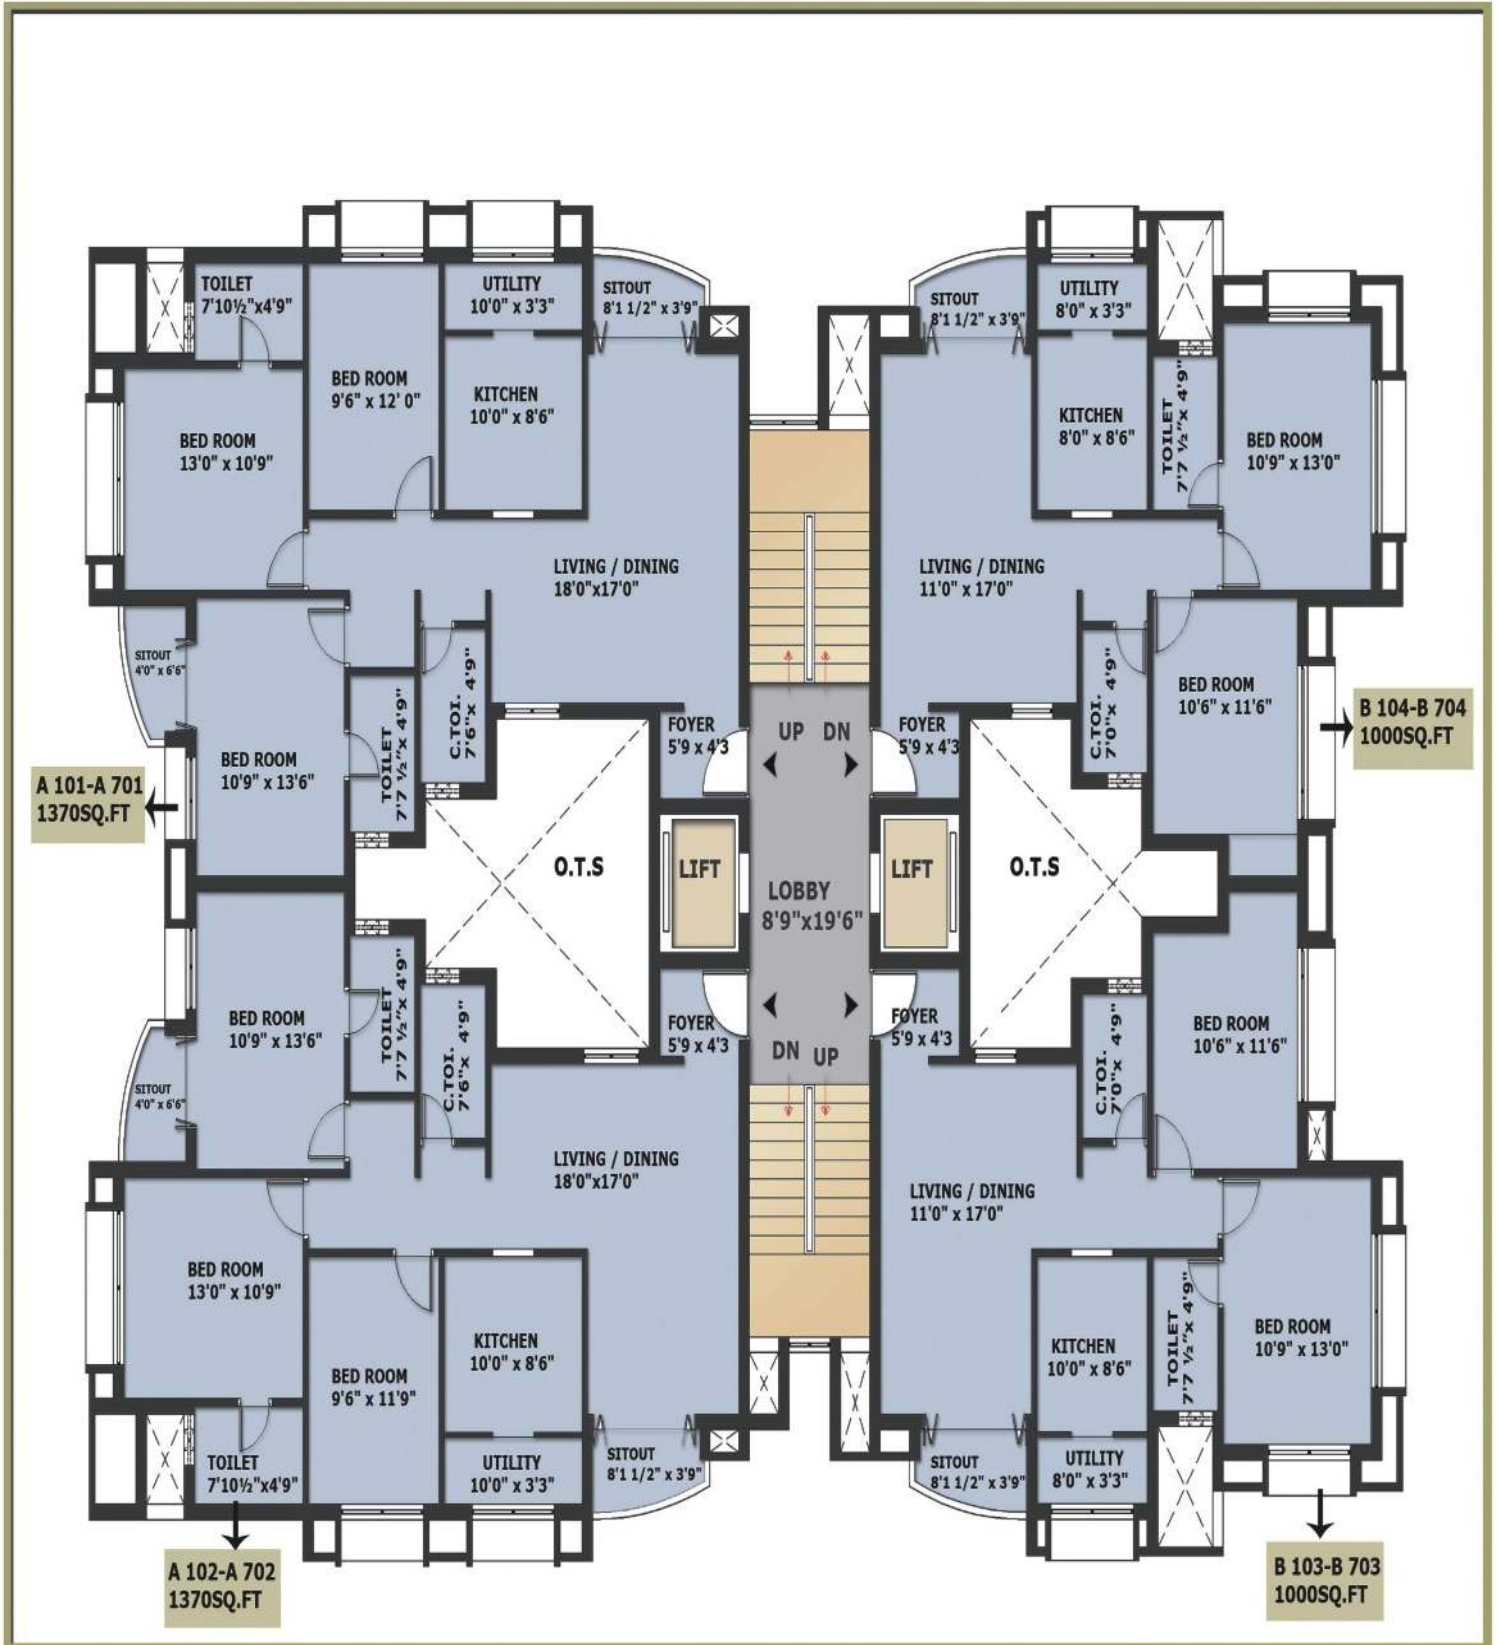 TOILET
7'10½"x4'9"
BED ROOM
9'6" x 12' 0"
UTILITY
10'0" x 3'3"
SITOUT
8'1 1/2" x 3'9"
KITCHEN
10'0" x 8'6"
BED ROOM
13'0" x 10'9"
LIVING / DINING
18'0"x17'0"
SITOUT
4'0" x 6'6"
BED ROOM
10'9" x 13'6"
TOILET
7'7 ½"x 4'9"
C.TOI.
7'6"x 4'9"
FOYER
5'9 x 4'3
A 101-A 701
1370SQ.FT
SITOUT
8'1 1/2" x 3'9"
UTILITY
8'0" x 3'3"
KITCHEN
8'0" x 8'6"
TOILET
7'7 ½"x 4'9"
BED ROOM
10'9" x 13'0"
LIVING / DINING
11'0" x 17'0"
C.TOI.
7'0"x 4'9"
BED ROOM
10'6" x 11'6"
FOYER
5'9 x 4'3
B 104-B 704
1000SQ.FT
UP DN
O.T.S
LIFT
LOBBY
8'9"x19'6"
LIFT
O.T.S
DN UP
BED ROOM
10'9" x 13'6"
TOILET
7'7 ½"x 4'9"
C.TOI.
7'6"x 4'9"
FOYER
5'9 x 4'3
SITOUT
4'0" x 6'6"
LIVING / DINING
18'0"x17'0"
BED ROOM
13'0" x 10'9"
BED ROOM
9'6" x 11'9"
KITCHEN
10'0" x 8'6"
TOILET
7'10½"x4'9"
UTILITY
10'0" x 3'3"
SITOUT
8'1 1/2" x 3'9"
A 102-A 702
1370SQ.FT
FOYER
5'9 x 4'3
C.TOI.
7'0"x 4'9"
BED ROOM
10'6" x 11'6"
LIVING / DINING
11'0" x 17'0"
KITCHEN
10'0" x 8'6"
TOILET
7'7 ½"x 4'9"
BED ROOM
10'9" x 13'0"
SITOUT
8'1 1/2" x 3'9"
UTILITY
8'0" x 3'3"
B 103-B 703
1000SQ.FT